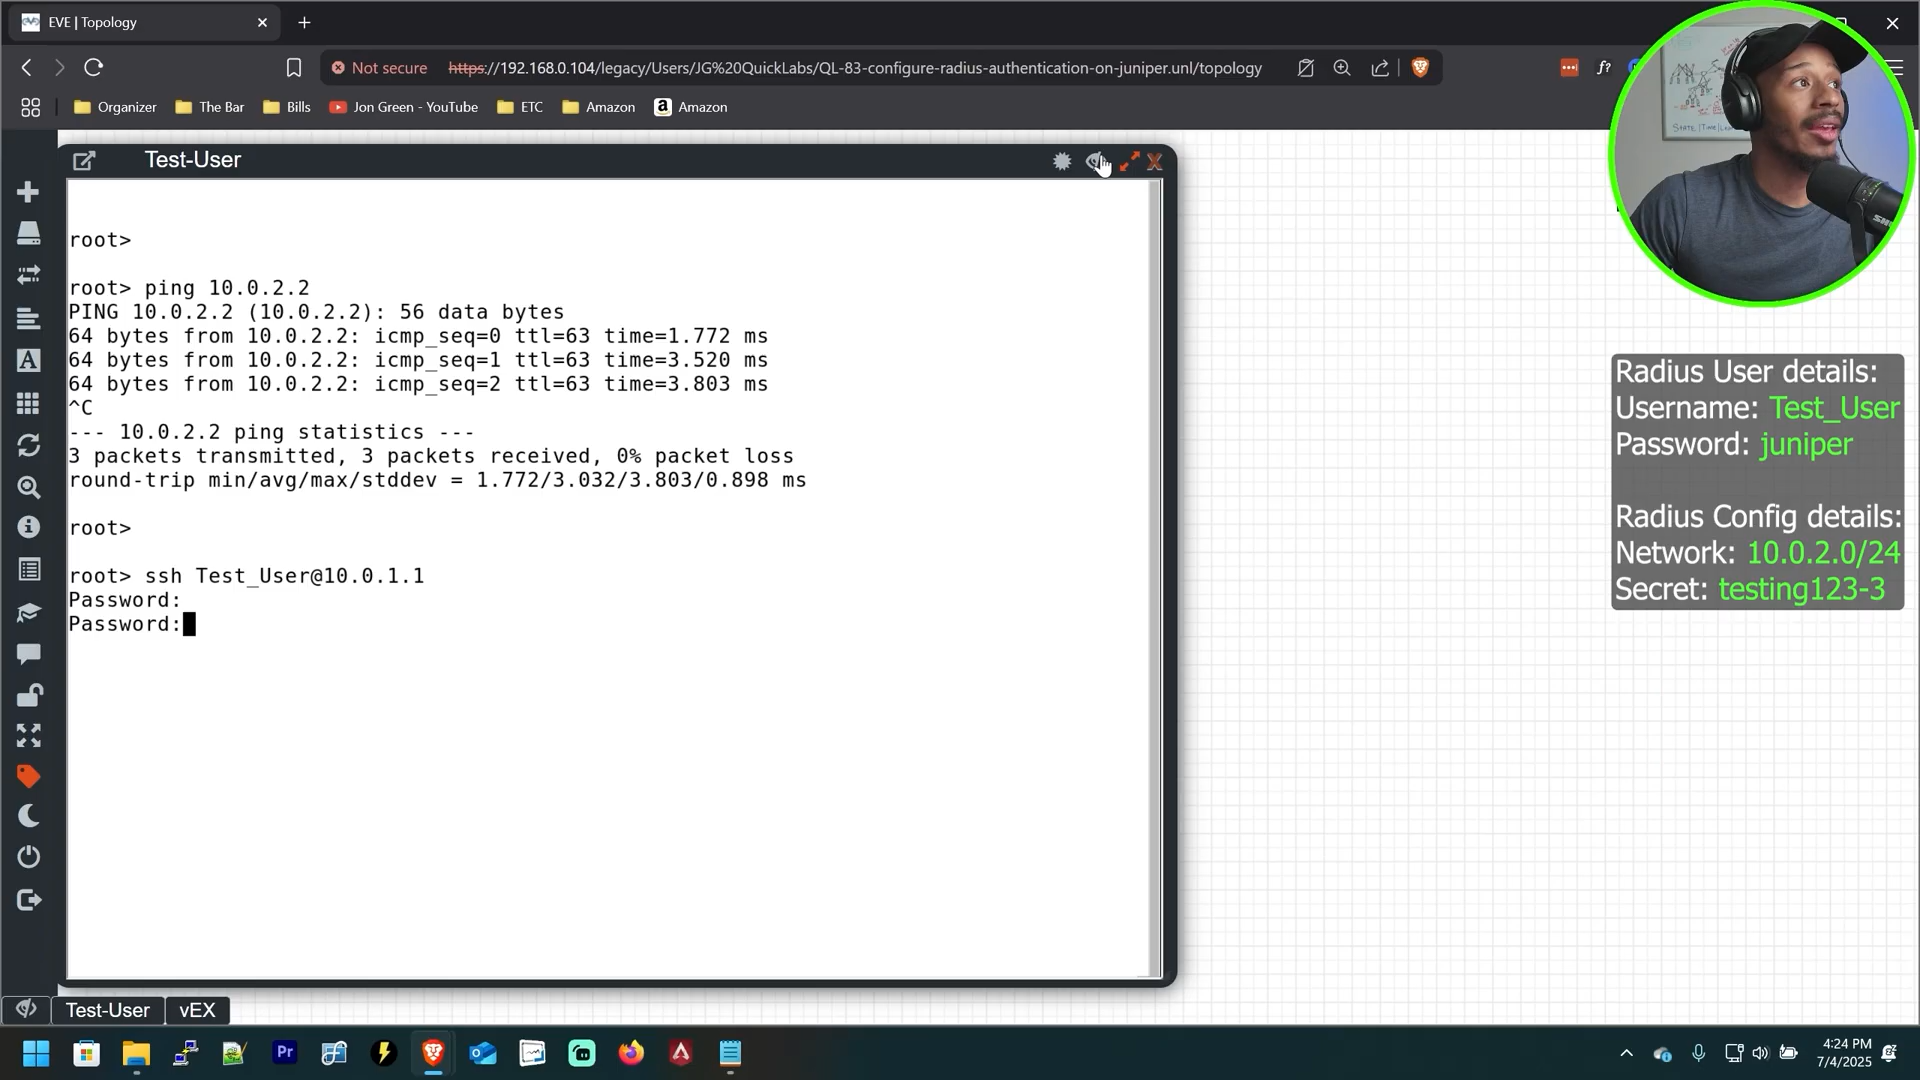 EVE | Topology
Not secure https://192.168.0.104/legacy/Users/JG%20QuickLabs/QL-83-configure-radius-authentication-on-juniper.unl/topology
f?
Organizer The Bar Bills Jon Green - YouTube ETC Amazon Amazon
Test-User
root>
root> ping 10.0.2.2
PING 10.0.2.2 (10.0.2.2): 56 data bytes
64 bytes from 10.0.2.2: icmp_seq=0 ttl=63 time=1.772 ms
64 bytes from 10.0.2.2: icmp_seq=1 ttl=63 time=3.520 ms
64 bytes from 10.0.2.2: icmp_seq=2 ttl=63 time=3.803 ms
^C
--- 10.0.2.2 ping statistics ---
3 packets transmitted, 3 packets received, 0% packet loss
round-trip min/avg/max/stddev = 1.772/3.032/3.803/0.898 ms
root>
root> ssh Test_User@10.0.1.1
Password:
Password:
Radius User details:
Username: Test_User
Password: juniper
Radius Config details:
Network: 10.0.2.0/24
Secret: testing123-3
Test-User vEX
Pr
4:24 PM
7/4/2025